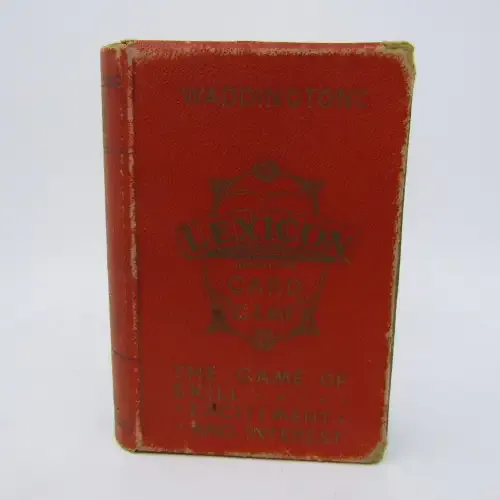 WADDINGTONS
LEXICON
CARD
GAME
THE GAME OF
SKILL - - - -
- EXCITEMENT -
- AND INTEREST